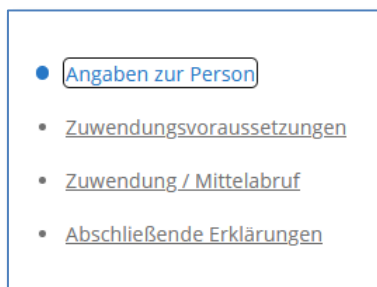 Angaben zur Person
Zuwendungsvoraussetzungen
Zuwendung / Mittelabruf
Abschließende Erklärungen